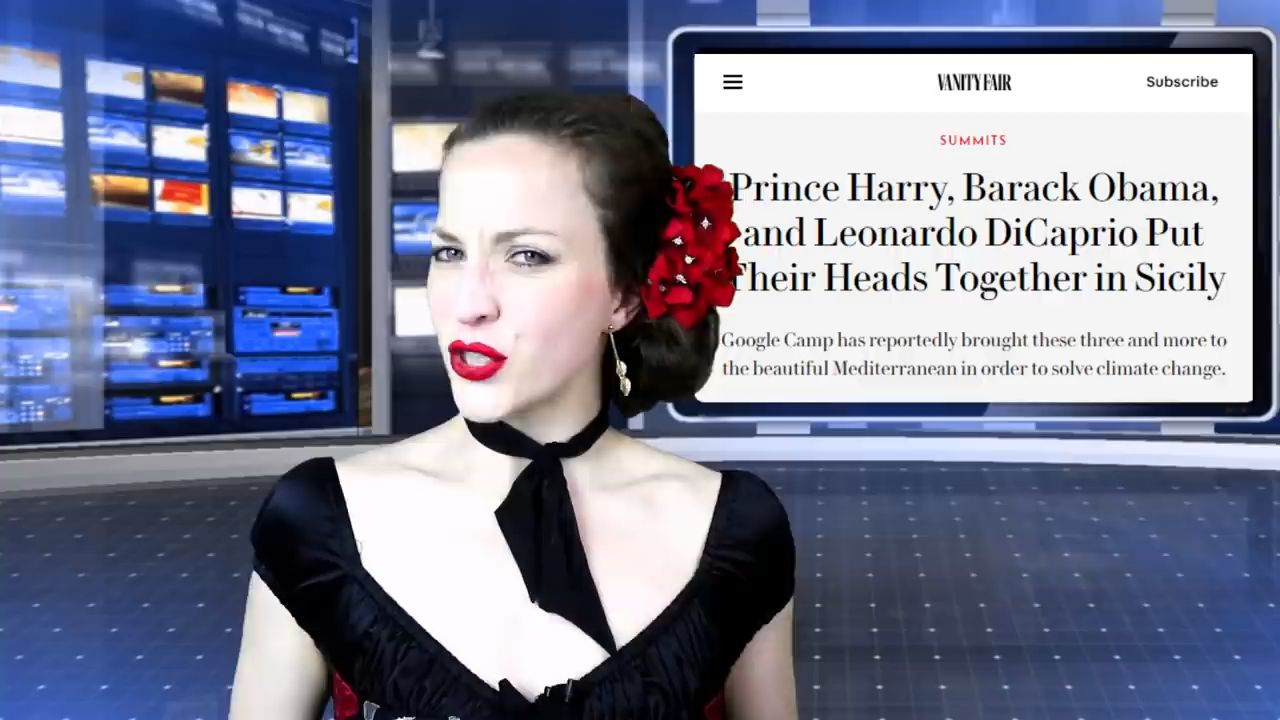 VANITY FAIR
Subscribe
SUMMITS
Prince Harry, Barack Obama,
and Leonardo DiCaprio Put
Their Heads Together in Sicily
Google Camp has reportedly brought these three and more to
the beautiful Mediterranean in order to solve climate change.